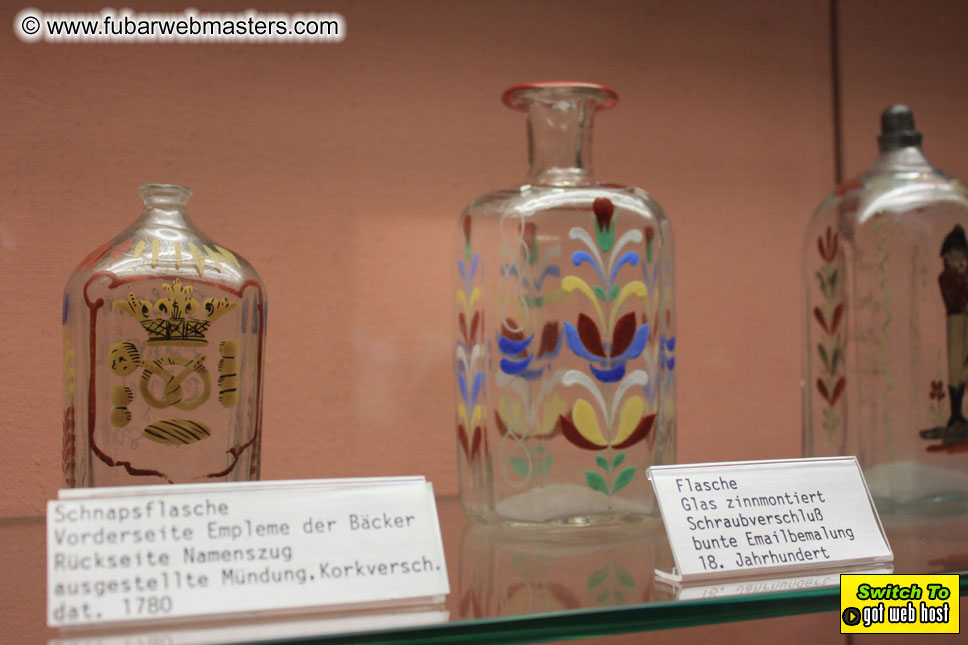 © www.fubarwebmasters.com
Schnapsflasche
Vorderseite Empleme der Bäcker
Rückseite Namenszug
ausgestellte Mündung.Korkversch.
dat. 1780
Flasche
Glas zinnmontiert
Schraubverschluß
bunte Emailbemalung
18. Jahrhundert
Switch To
got web host